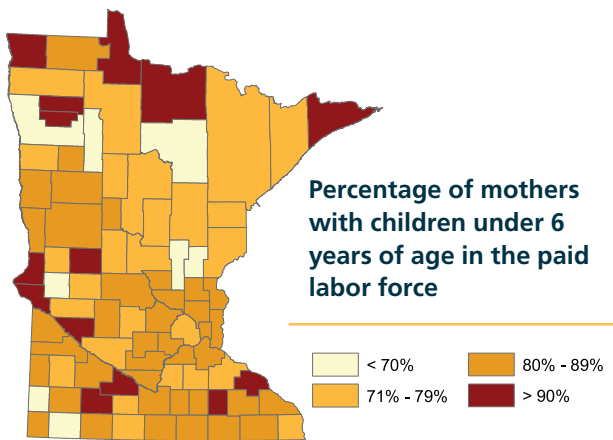 Percentage of mothers
with children under 6
years of age in the paid
labor force
< 70%
80% - 89%
71% - 79%
> 90%